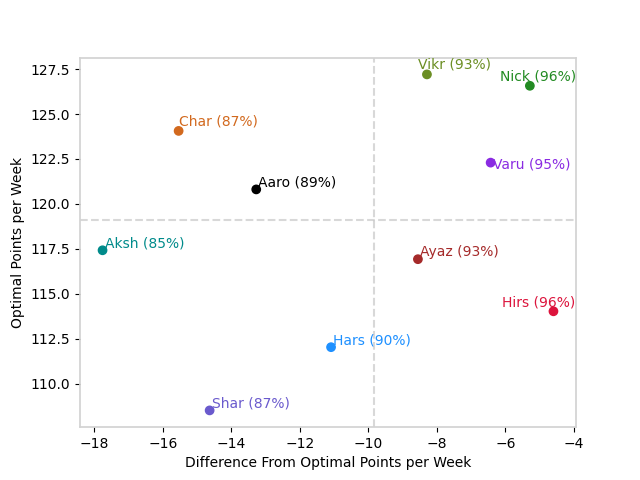 Vikr (93%)
Nick (96%)
Char (87%)
Varu (95%)
Aaro (89%)
Aksh (85%)
Ayaz (93%)
Hirs (96%)
Hars (90%)
Shar (87%)
127.5
125.0
122.5
120.0
117.5
115.0
112.5
110.0
Optimal Points per Week
−18 −16 −14 −12 −10 −8 −6 −4
Difference From Optimal Points per Week